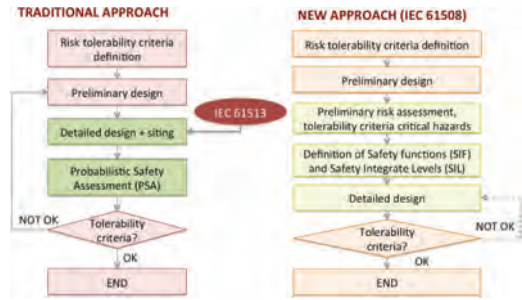 TRADITIONAL APPROACH
Risk tolerability criteria
definition
Preliminary design
IEC 61513
Detailed design + siting
Probabilistic Safety
Assessment (PSA)
NOT OK
Tolerability
criteria?
OK
END
NEW APPROACH (IEC 61508)
Risk tolerability criteria definition
Preliminary design
Preliminary risk assessment,
tolerability criteria critical hazards
Definition of Safety functions (SIF)
and Safety Integrate Levels (SIL)
Detailed design
Tolerability
criteria?
NOT OK
OK
END